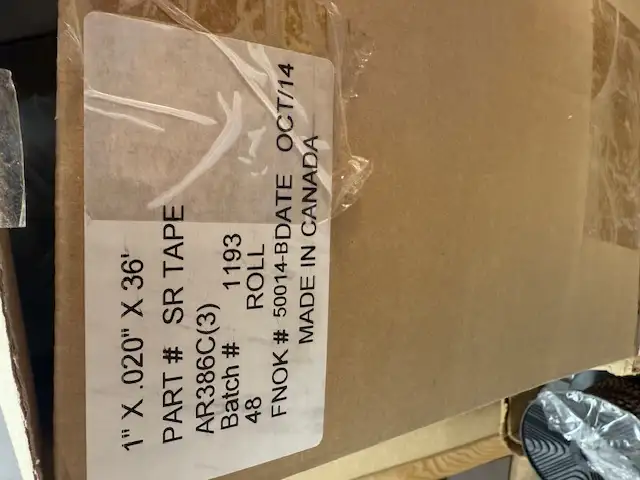 1" X .020" X 36'
PART # SR TAPE
AR386C(3)
Batch # 1193
48 ROLL
FNOK # 50014-BDATE OCT/14
MADE IN CANADA